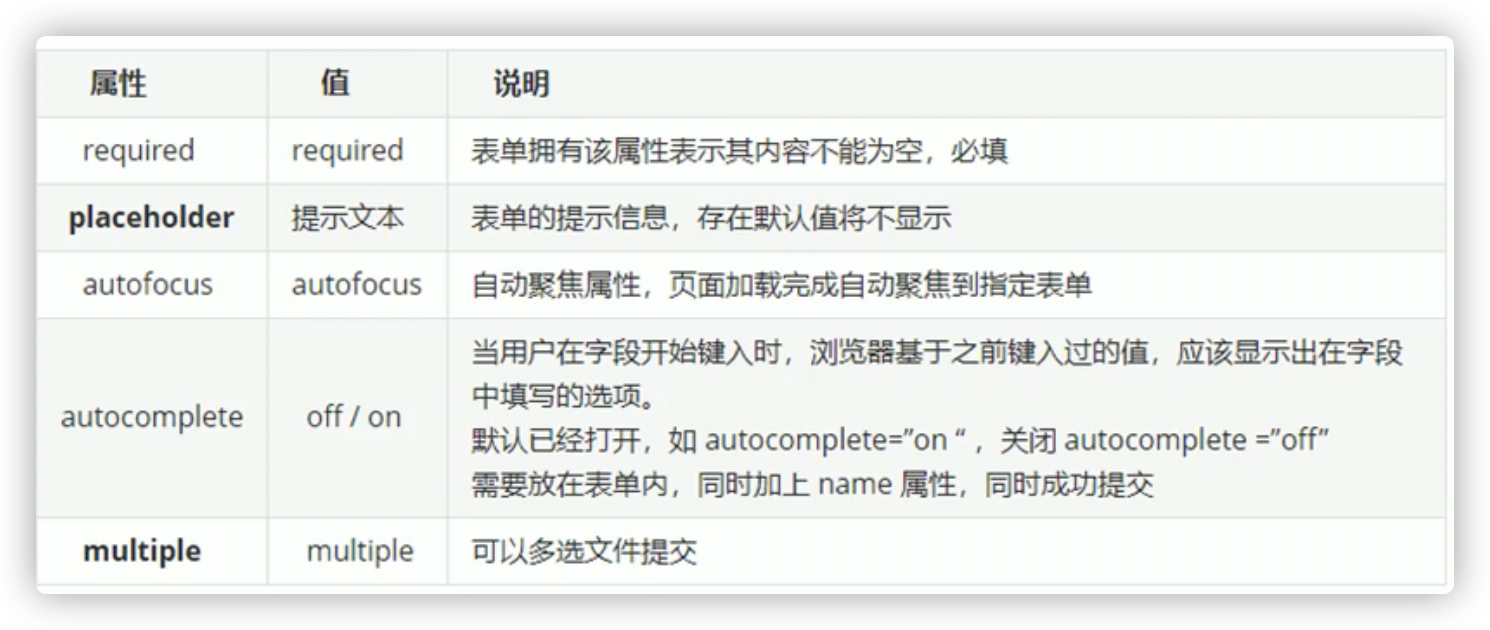 属性 值 说明
required required 表单拥有该属性表示其内容不能为空，必填
placeholder 提示文本 表单的提示信息，存在默认值将不显示
autofocus autofocus 自动聚焦属性，页面加载完成自动聚焦到指定表单
autocomplete off / on 当用户在字段开始键入时，浏览器基于之前键入过的值，应该显示出在字段
中填写的选项。
默认已经打开，如 autocomplete=”on “ ，关闭 autocomplete =”off”
需要放在表单内，同时加上 name 属性，同时成功提交
multiple multiple 可以多选文件提交